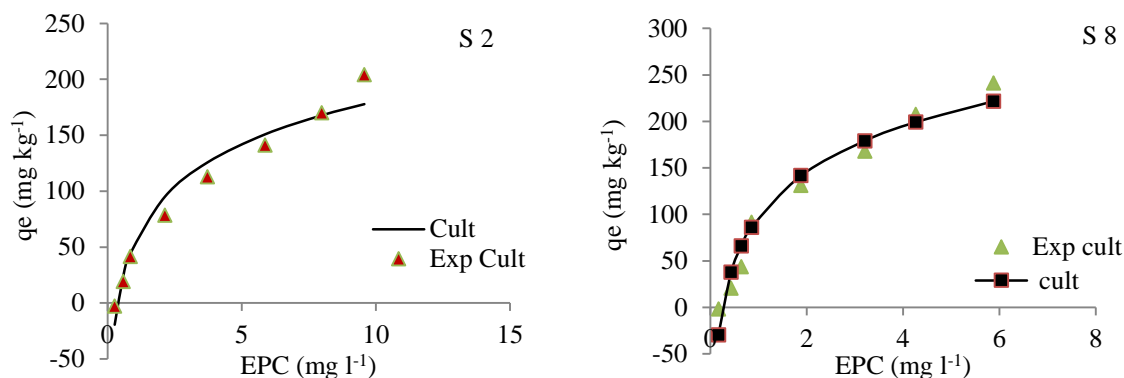 S 2
250
200
150
100
50
0
-50
0 5 10 15
qe (mg kg-1)
EPC (mg l-1)
Cult
Exp Cult
S 8
300
250
200
150
100
50
0
-50
0 2 4 6 8
qe (mg kg-1)
EPC (mg l-1)
Exp cult
cult